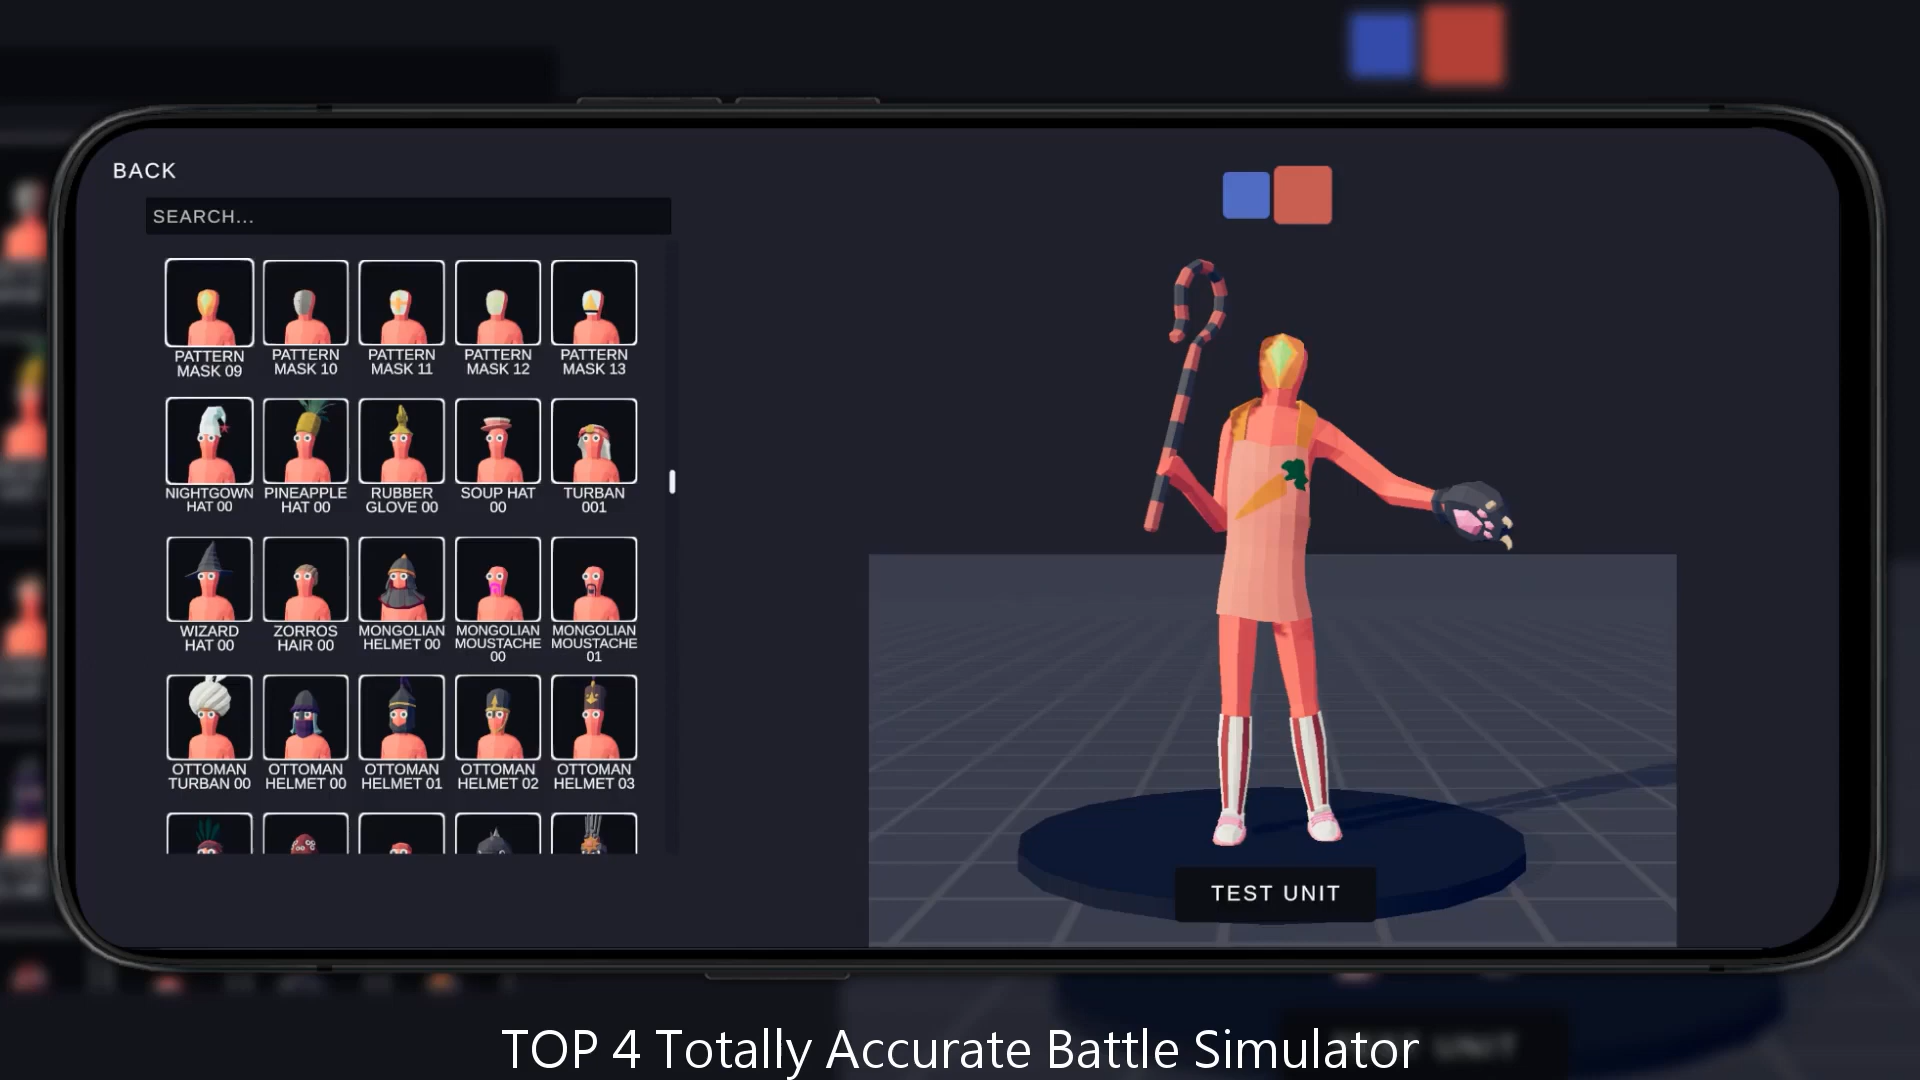 BACK
SEARCH...
PATTERN
MASK 09
PATTERN
MASK 10
PATTERN
MASK 11
PATTERN
MASK 12
PATTERN
MASK 13
NIGHTGOWN
HAT 00
PINEAPPLE
HAT 00
RUBBER
GLOVE 00
SOUP HAT
00
TURBAN
001
WIZARD
HAT 00
ZORROS
HAIR 00
MONGOLIAN
HELMET 00
MONGOLIAN
MOUSTACHE
00
MONGOLIAN
MOUSTACHE
01
OTTOMAN
TURBAN 00
OTTOMAN
HELMET 00
OTTOMAN
HELMET 01
OTTOMAN
HELMET 02
OTTOMAN
HELMET 03
TEST UNIT
TOP 4 Totally Accurate Battle Simulator